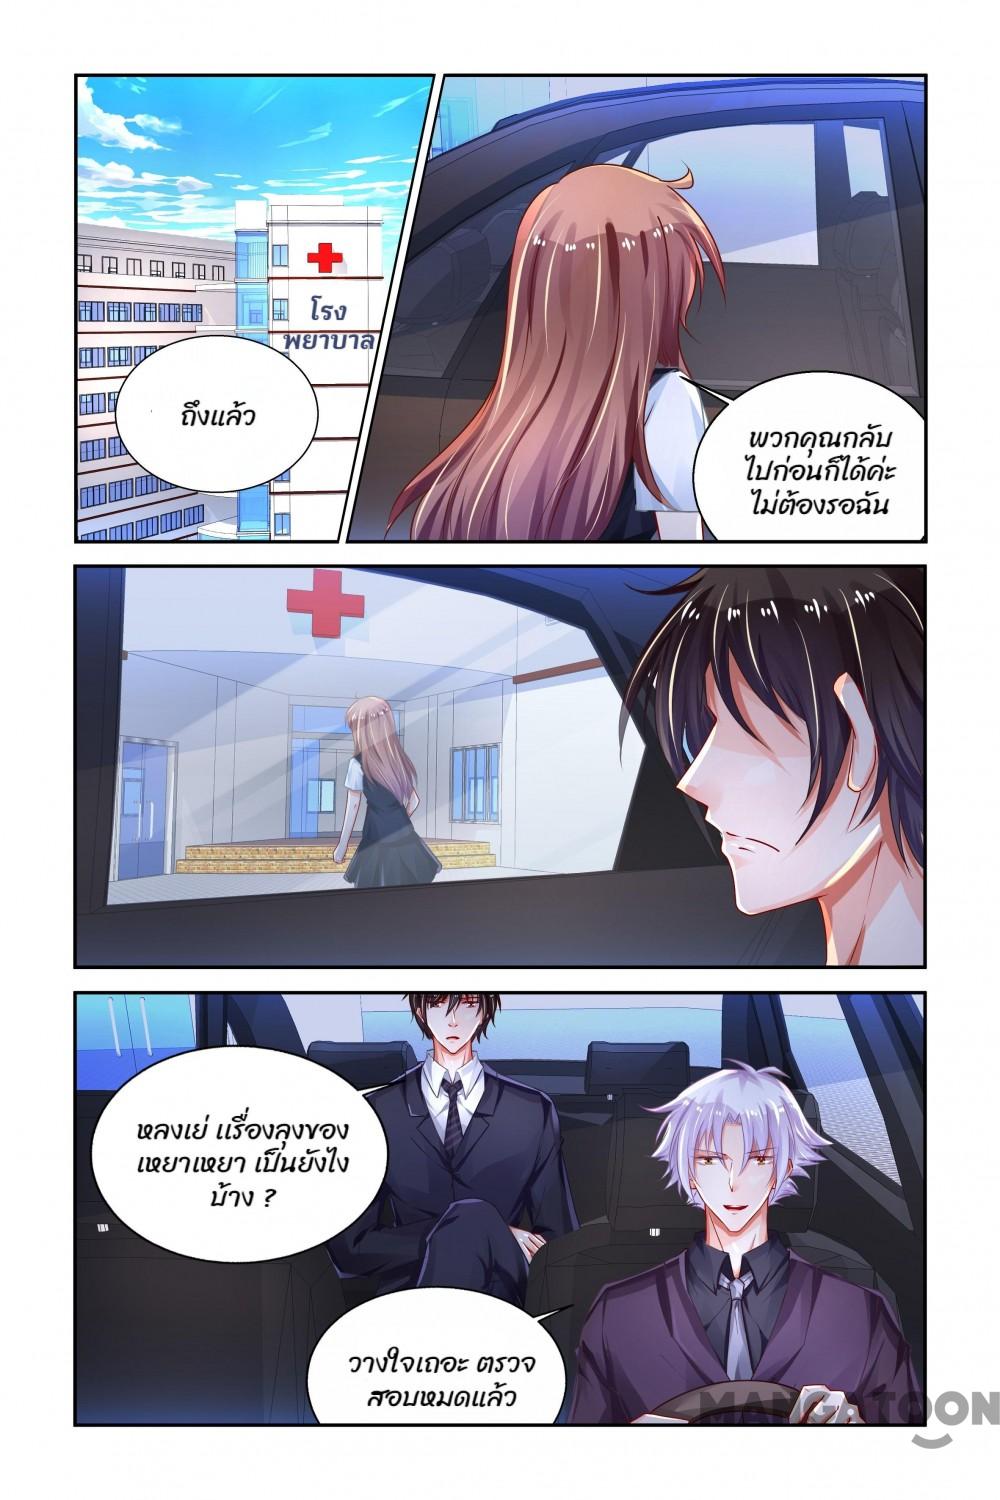 โรง
พยาบาล
ถึงแล้ว
พวกคุณกลับ
ไปก่อนก็ได้ค่ะ
ไม่ต้องรอฉัน
หลงเย่ เเรื่องลุงของ
เหยาเหยา เป็นยังไง
บ้าง ?
วางใจเถอะ ตรวจ
สอบหมดแล้ว
MANGATOON